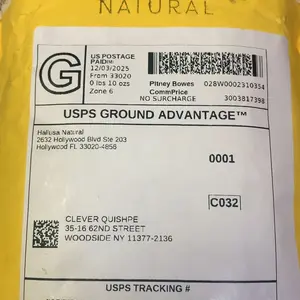 NATURAL
G
US POSTAGE
PAID IMI
12/03/2025
From 33020
0 lbs 10 ozs
Zone 6
Pitney Bowes
CommPrice
NO SURCHARGE
028W0002310354
3003817398
USPS GROUND ADVANTAGE™
Hallusa Natural
2632 Hollywood Blvd Ste 203
Hollywood FL 33020-4858
0001
C032
CLEVER QUISHPE
35-16 62ND STREET
WOODSIDE NY 11377-2136
USPS TRACKING #